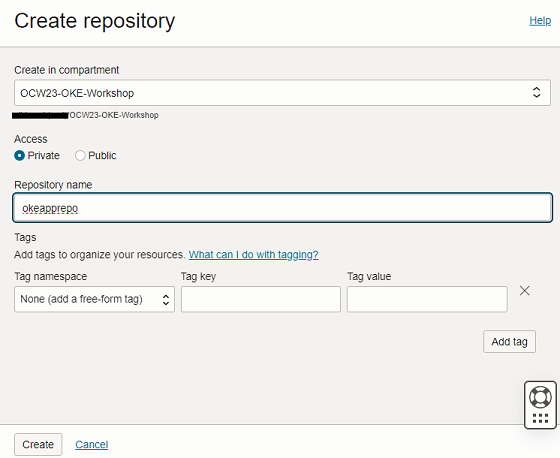 Create repository
Help
Create in compartment
OCW23-OKE-Workshop
/OCW23-OKE-Workshop
Access
Private Public
Repository name
okeapprepo
Tags
Add tags to organize your resources. What can I do with tagging?
Tag namespace Tag key Tag value
None (add a free-form tag)
Add tag
Create Cancel